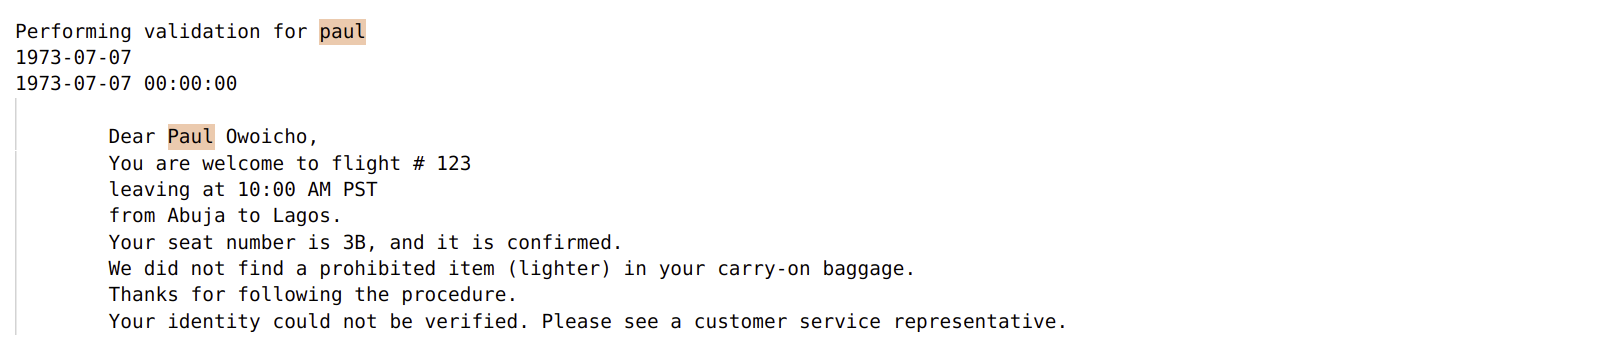 Performing validation for paul
1973-07-07
1973-07-07 00:00:00
Dear Paul Owoicho,
You are welcome to flight # 123
leaving at 10:00 AM PST
from Abuja to Lagos.
Your seat number is 3B, and it is confirmed.
We did not find a prohibited item (lighter) in your carry-on baggage.
Thanks for following the procedure.
Your identity could not be verified. Please see a customer service representative.